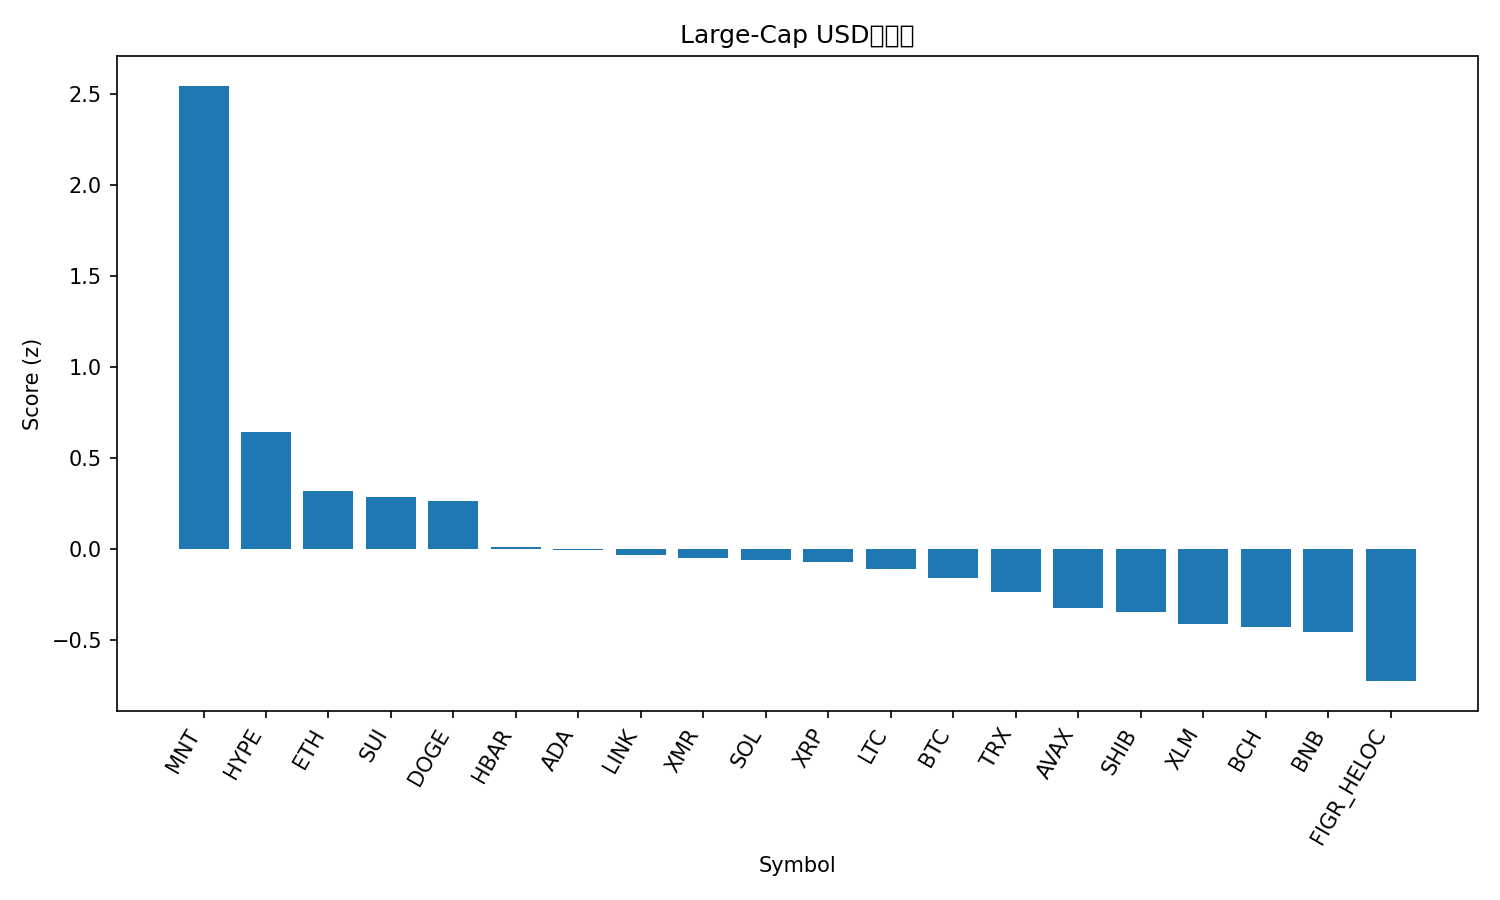 Large-Cap USD
Score (z)
2.5
2.0
1.5
1.0
0.5
0.0
−0.5
MNT
HYPE
ETH
SUI
DOGE
HBAR
ADA
LINK
XMR
SOL
XRP
LTC
BTC
TRX
AVAX
SHIB
XLM
BCH
BNB
FIGR_HELOC
Symbol